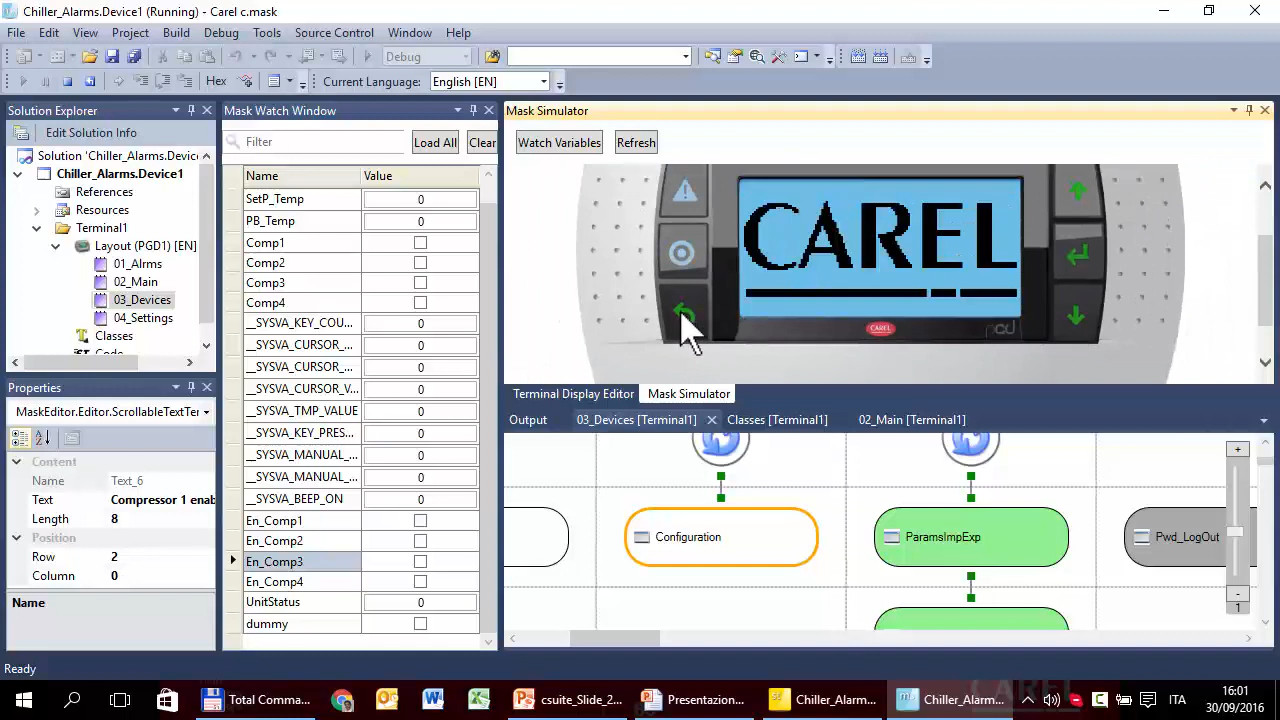 Chiller_Alarms.Device1 (Running) - Carel c.mask
File Edit View Project Build Debug Tools Source Control Window Help
Debug
Hex Current Language: English [EN]
Solution Explorer
Edit Solution Info
Solution 'Chiller_Alarms.Device
Chiller_Alarms.Device1
References
Resources
Terminal1
Layout (PGD1) [EN]
01_Alrms
02_Main
03_Devices
04_Settings
Classes
Properties
MaskEditor.Editor.ScrollableTextTer
Content
Name Text_6
Text Compressor 1 enab
Length 8
Position
Row 2
Column 0
Name
Mask Watch Window
Filter Load All Clear
Name Value
SetP_Temp 0
PB_Temp 0
Comp1
Comp2
Comp3
Comp4
__SYSVA_KEY_COU... 0
__SYSVA_CURSOR_... 0
__SYSVA_CURSOR_... 0
__SYSVA_CURSOR_V... 0
__SYSVA_TMP_VALUE 0
__SYSVA_KEY_PRES... 0
__SYSVA_MANUAL_... 0
__SYSVA_MANUAL_... 0
__SYSVA_BEEP_ON 0
En_Comp1
En_Comp2
En_Comp3
En_Comp4
UnitStatus 0
dummy
Mask Simulator
Watch Variables Refresh
CAREL
CAREL
Terminal Display Editor Mask Simulator
Output 03_Devices [Terminal1] Classes [Terminal1] 02_Main [Terminal1]
Configuration ParamsImpExp Pwd_LogOut
+
-
1
Ready
Total Comma... csuite_Slide_2... Presentazion... Chiller_Alarm... Chiller_Alarm... ITA
16:01
30/09/2016